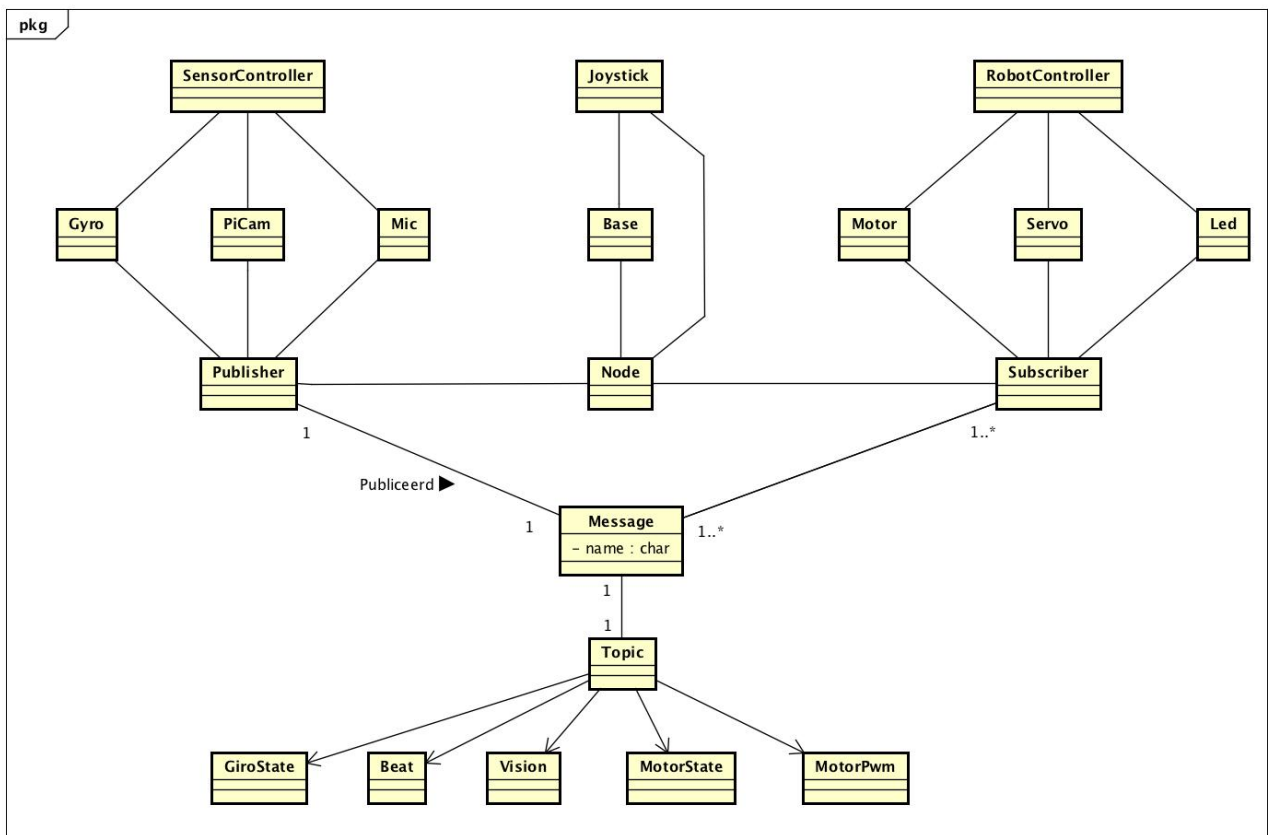 pkg
SensorController
Joystick
RobotController
Gyro
PiCam
Mic
Base
Motor
Servo
Led
Publisher
Node
Subscriber
1
1..*
Publiceerd ►
1
Message
1..*
- name : char
1
1
Topic
GiroState
Beat
Vision
MotorState
MotorPwm